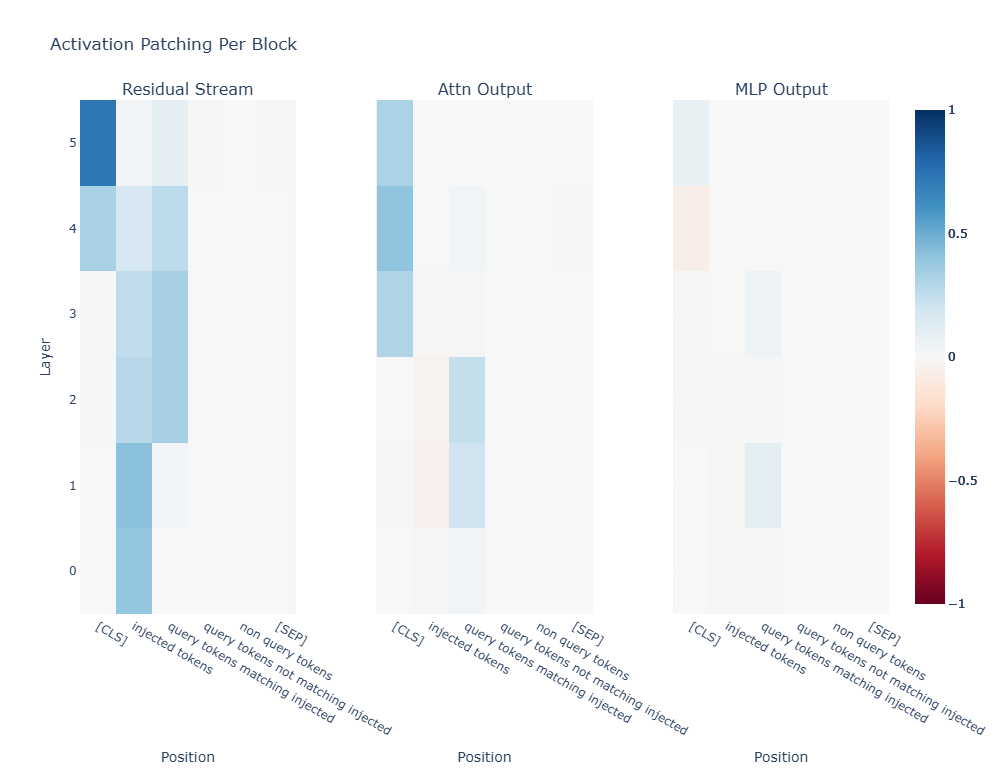 Activation Patching Per Block
Residual Stream
Attn Output
MLP Output
Layer
5
4
3
2
1
0
[CLS]
injected tokens
query tokens matching injected
query tokens not matching injected
non query tokens
[SEP]
Position
[CLS]
injected tokens
query tokens matching injected
query tokens not matching injected
non query tokens
[SEP]
Position
[CLS]
injected tokens
query tokens matching injected
query tokens not matching injected
non query tokens
[SEP]
Position
1
0.5
0
−0.5
−1